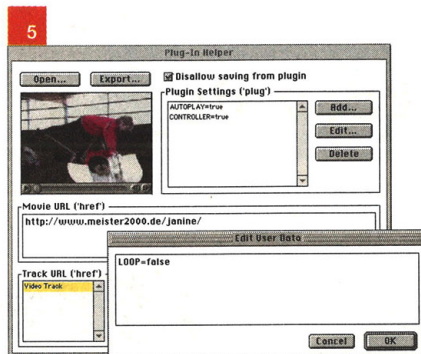 5
Plug-In Helper
Open... Export... Disallow saving from plugin
Plugin Settings ('plug')
AUTOPLAY=true
CONTROLLER=true
Add...
Edit...
Delete
Movie URL ('href')
http://www.meister2000.de/janine/
Edit User Data
LOOP=false
Track URL ('href')
Video Track
Cancel OK